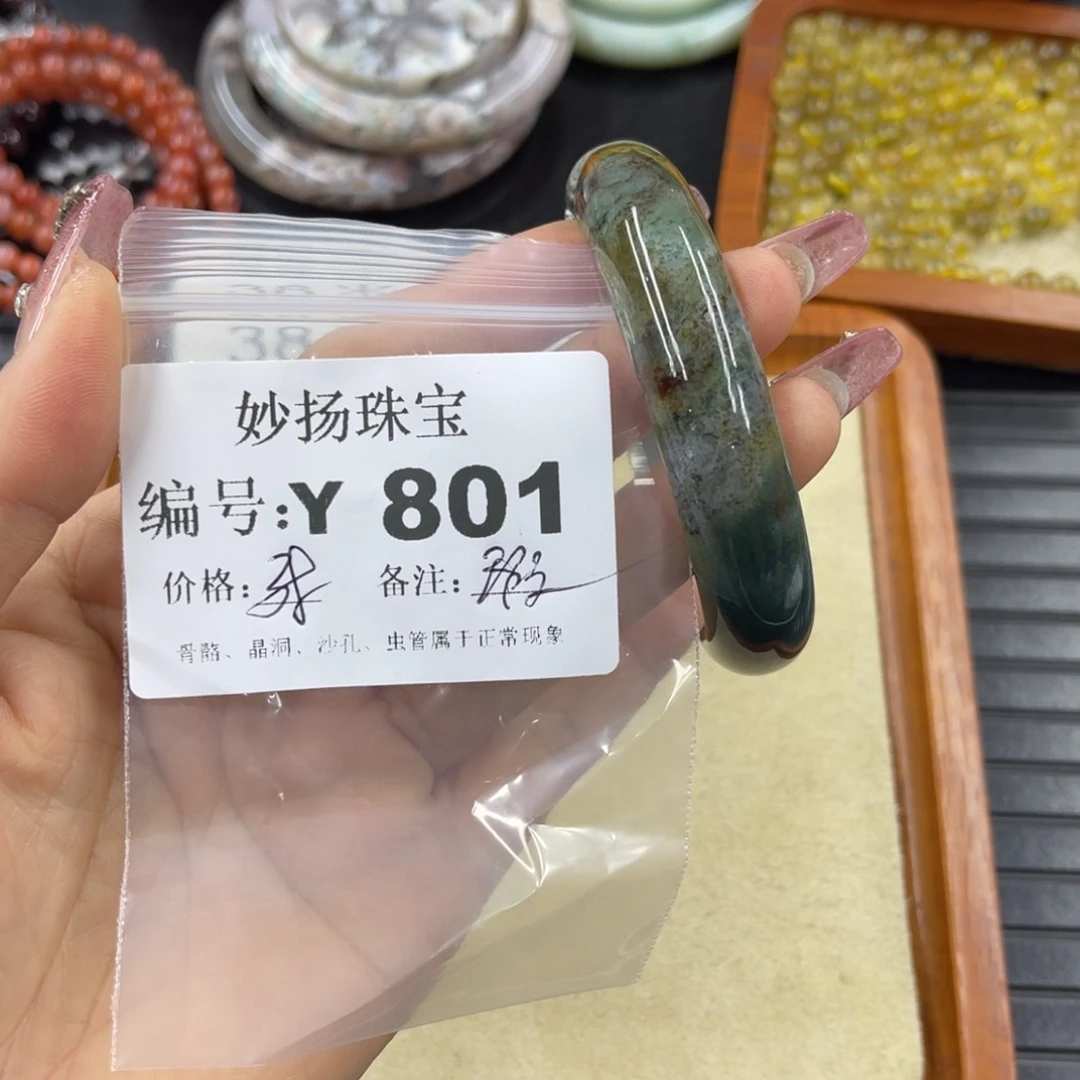 38
妙扬珠宝
编号:Y 801
价格: 备注:
骨骼、晶洞、沙孔、虫管属于正常现象